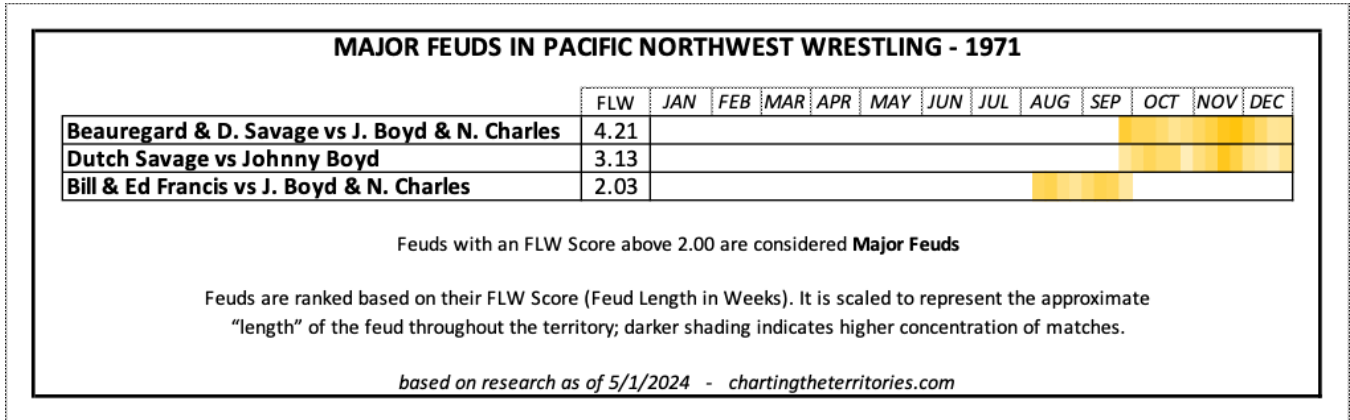 MAJOR FEUDS IN PACIFIC NORTHWEST WRESTLING - 1971
FLW JAN FEB MAR APR MAY JUN JUL AUG SEP OCT NOV DEC
Beauregard & D. Savage vs J. Boyd & N. Charles 4.21
Dutch Savage vs Johnny Boyd 3.13
Bill & Ed Francis vs J. Boyd & N. Charles 2.03
Feuds with an FLW Score above 2.00 are considered Major Feuds
Feuds are ranked based on their FLW Score (Feud Length in Weeks). It is scaled to represent the approximate
“length” of the feud throughout the territory; darker shading indicates higher concentration of matches.
based on research as of 5/1/2024 - chartingtheterritories.com